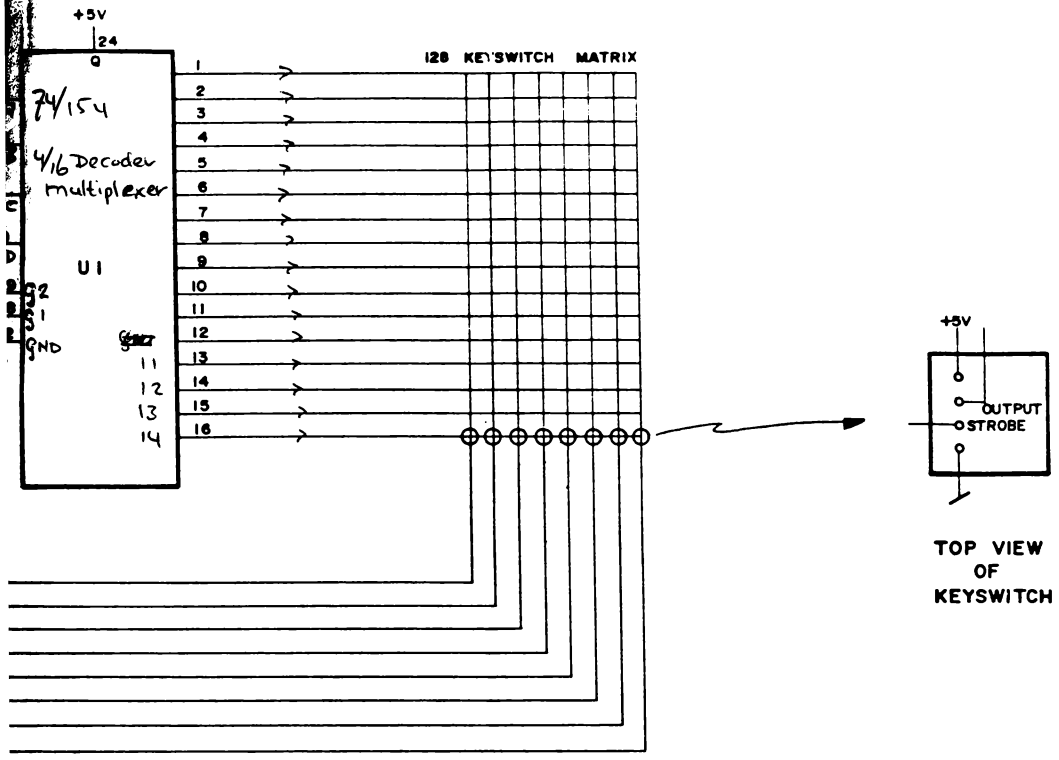 +5V
24
128 KEYSWITCH MATRIX
1
2
3
4
5
6
7
8
9
10
11
12
13
14
15
16
74/154
4/16 Decoder
multiplexer
U1
G2
G1
GND
11
12
13
14
+5V
OUTPUT
STROBE
TOP VIEW
OF
KEYSWITCH